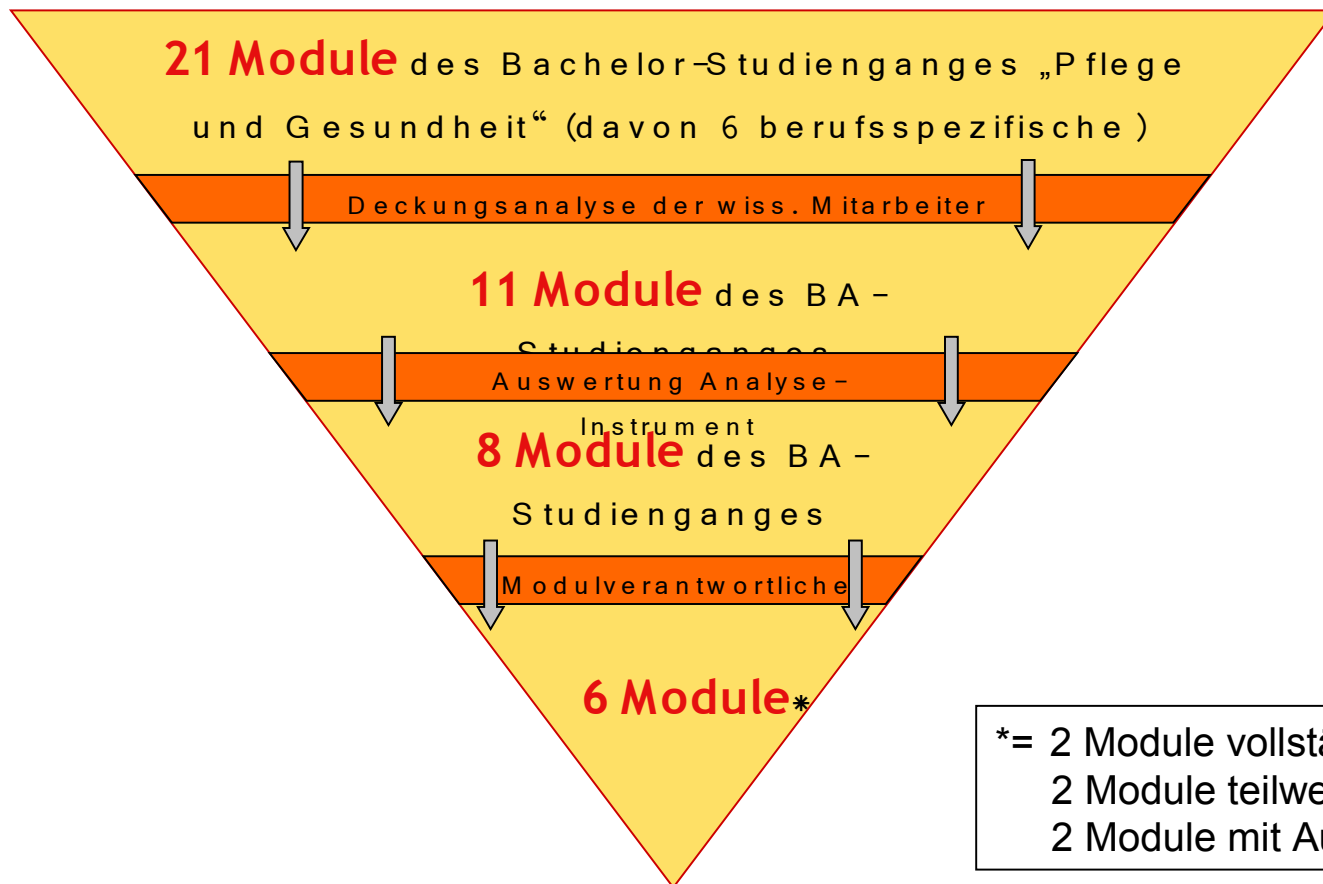 21 Module des Bachelor-Studienganges „Pflege
und Gesundheit“ (davon 6 berufsspezifische)
Deckungsanalyse der wiss. Mitarbeiter
11 Module des BA-
Studienganges
Auswertung Analyse-
Instrument
8 Module des BA-
Studienganges
Modulverantwortliche
6 Module*
*= 2 Module
2 Module
2 Module mit